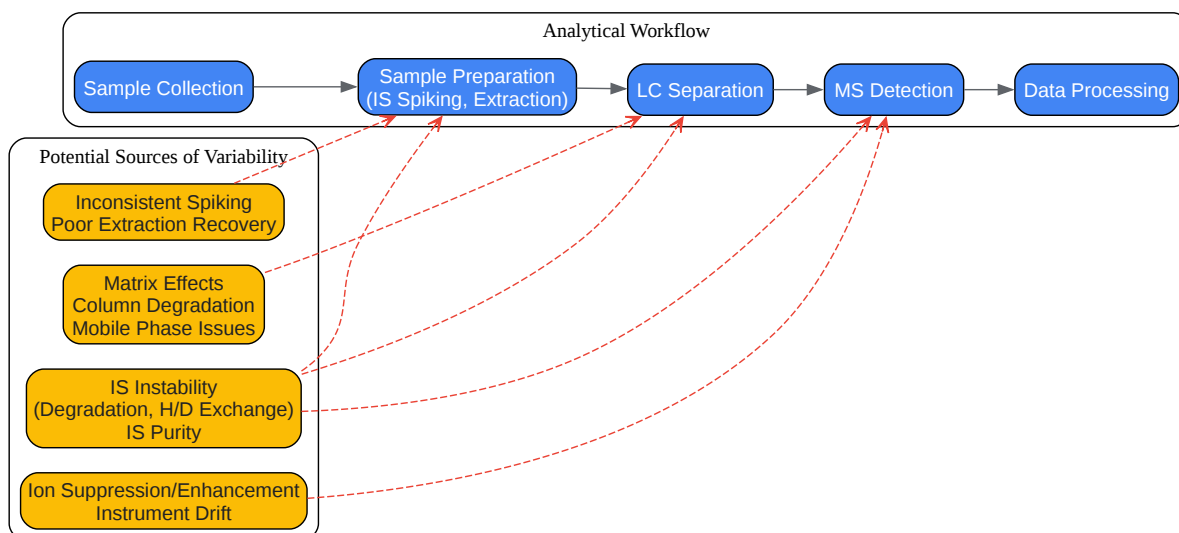 Analytical Workflow
Sample Collection
Sample Preparation
(IS Spiking, Extraction)
LC Separation
MS Detection
Data Processing
Potential Sources of Variability
Inconsistent Spiking
Poor Extraction Recovery
Matrix Effects
Column Degradation
Mobile Phase Issues
IS Instability
(Degradation, H/D Exchange)
IS Purity
Ion Suppression/Enhancement
Instrument Drift